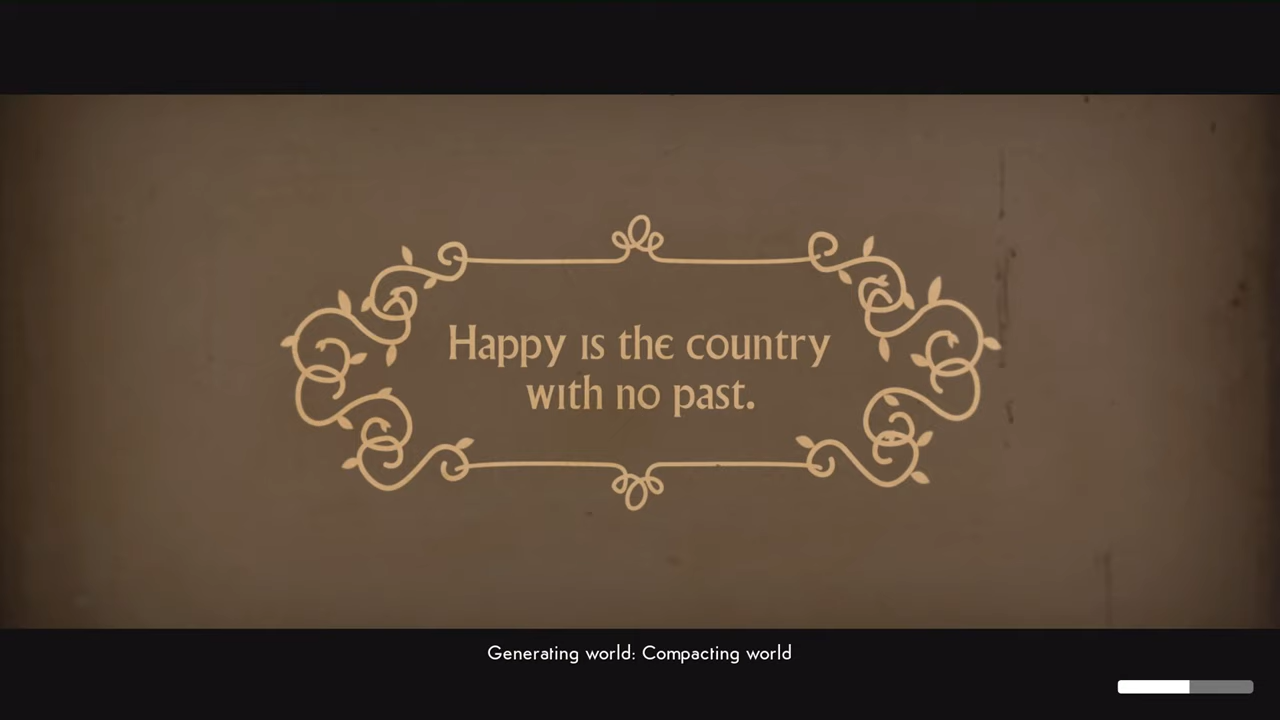 Happy is the country
with no past.
Generating world: Compacting world